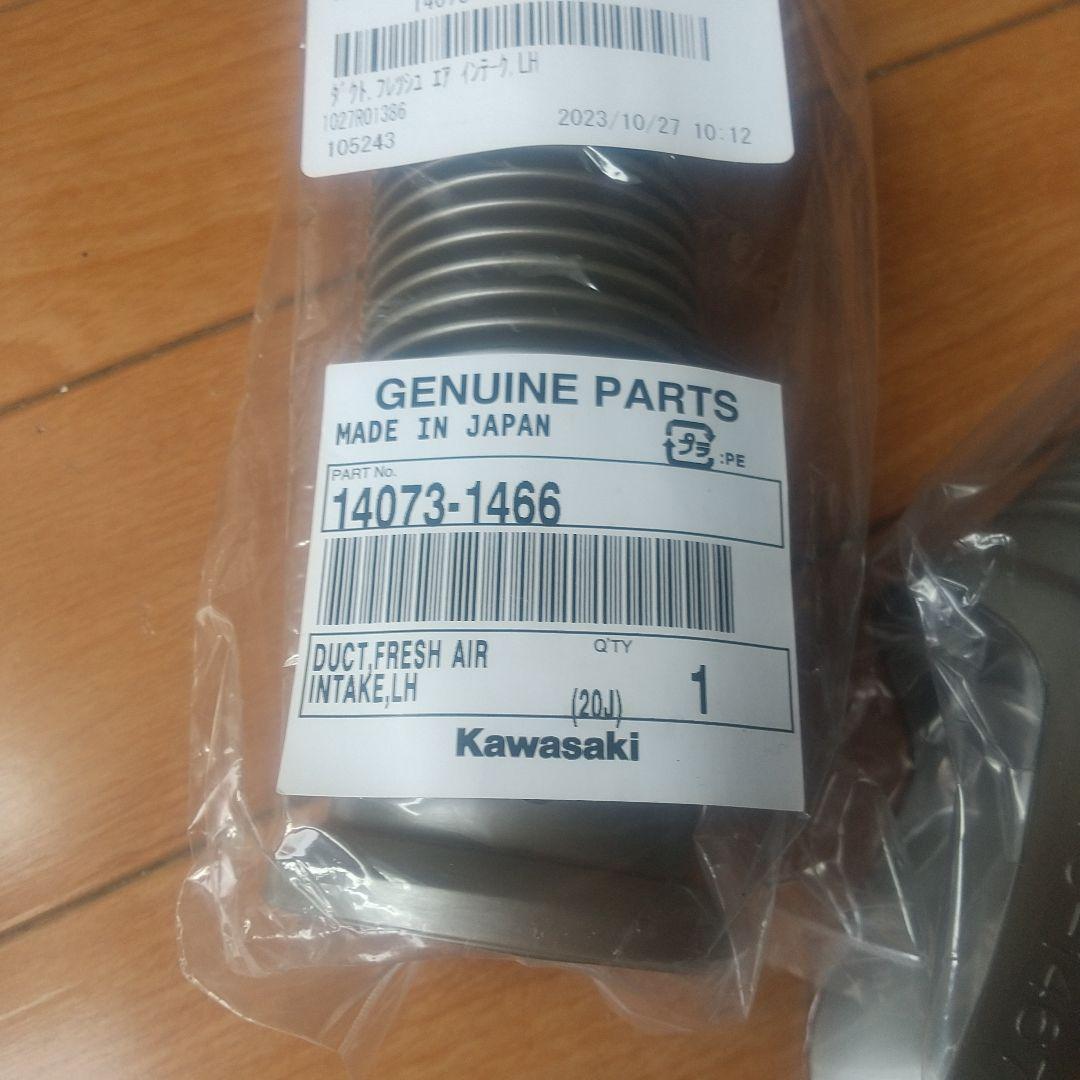 ダクト,フレッシュ エア インテーク,LH
1027R01386
105243
2023/10/27 10:12
GENUINE PARTS
MADE IN JAPAN
プラ
:PE
PART No.
14073-1466
DUCT,FRESH AIR
INTAKE,LH
Q'TY
1
(20J)
Kawasaki